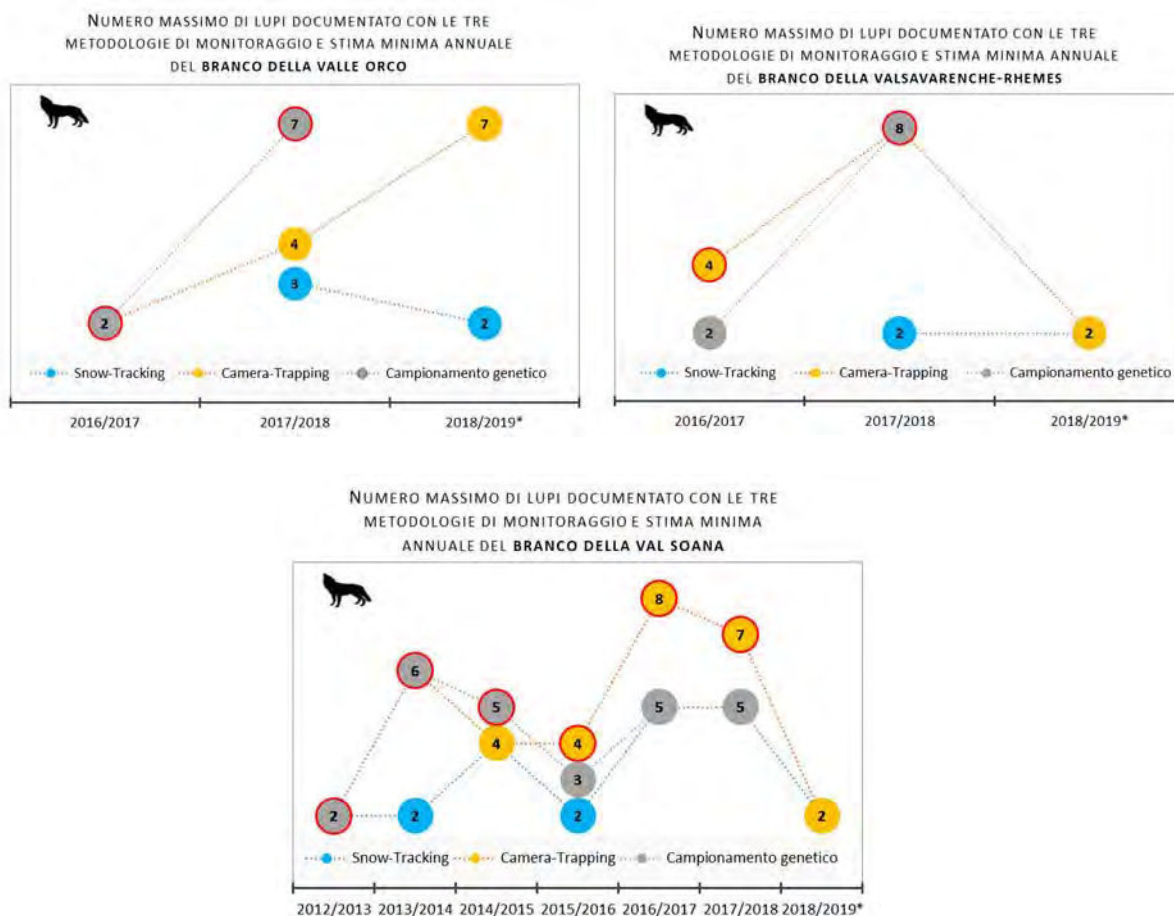 NUMERO MASSIMO DI LUPI DOCUMENTATO CON LE TRE
METODOLOGIE DI MONITORAGGIO E STIMA MINIMA ANNUALE
DEL BRANCO DELLA VALLE ORCO
7
7
4
3
2
2
Snow-Tracking
Camera-Trapping
Campionamento genetico
2016/2017
2017/2018
2018/2019*
NUMERO MASSIMO DI LUPI DOCUMENTATO CON LE TRE
METODOLOGIE DI MONITORAGGIO E STIMA MINIMA ANNUALE
DEL BRANCO DELLA VALSAVARENCHE-RHEMES
8
4
2
2
2
Snow-Tracking
Camera-Trapping
Campionamento genetico
2016/2017
2017/2018
2018/2019*
NUMERO MASSIMO DI LUPI DOCUMENTATO CON LE TRE
METODOLOGIE DI MONITORAGGIO E STIMA MINIMA
ANNUALE DEL BRANCO DELLA VAL SOANA
8
7
6
5
5
5
4
4
3
2
2
2
2
Snow-Tracking
Camera-Trapping
Campionamento genetico
2012/2013
2013/2014
2014/2015
2015/2016
2016/2017
2017/2018
2018/2019*